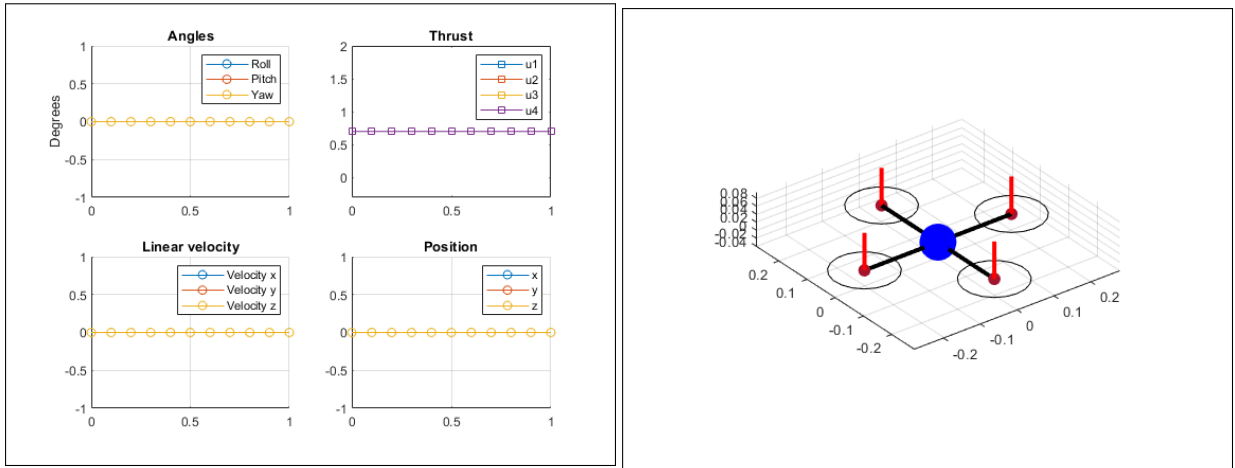 Angles
1
0.5
0
-0.5
-1
Degrees
0
0.5
1
Roll
Pitch
Yaw
Thrust
2
1.5
1
0.5
0
0
0.5
1
u1
u2
u3
u4
Linear velocity
1
0.5
0
-0.5
-1
0
0.5
1
Velocity x
Velocity y
Velocity z
Position
1
0.5
0
-0.5
-1
0
0.5
1
x
y
z
0.08
0.06
0.04
0.02
0
-0.02
-0.04
0.2
0.1
0
-0.1
-0.2
-0.2
-0.1
0
0.1
0.2